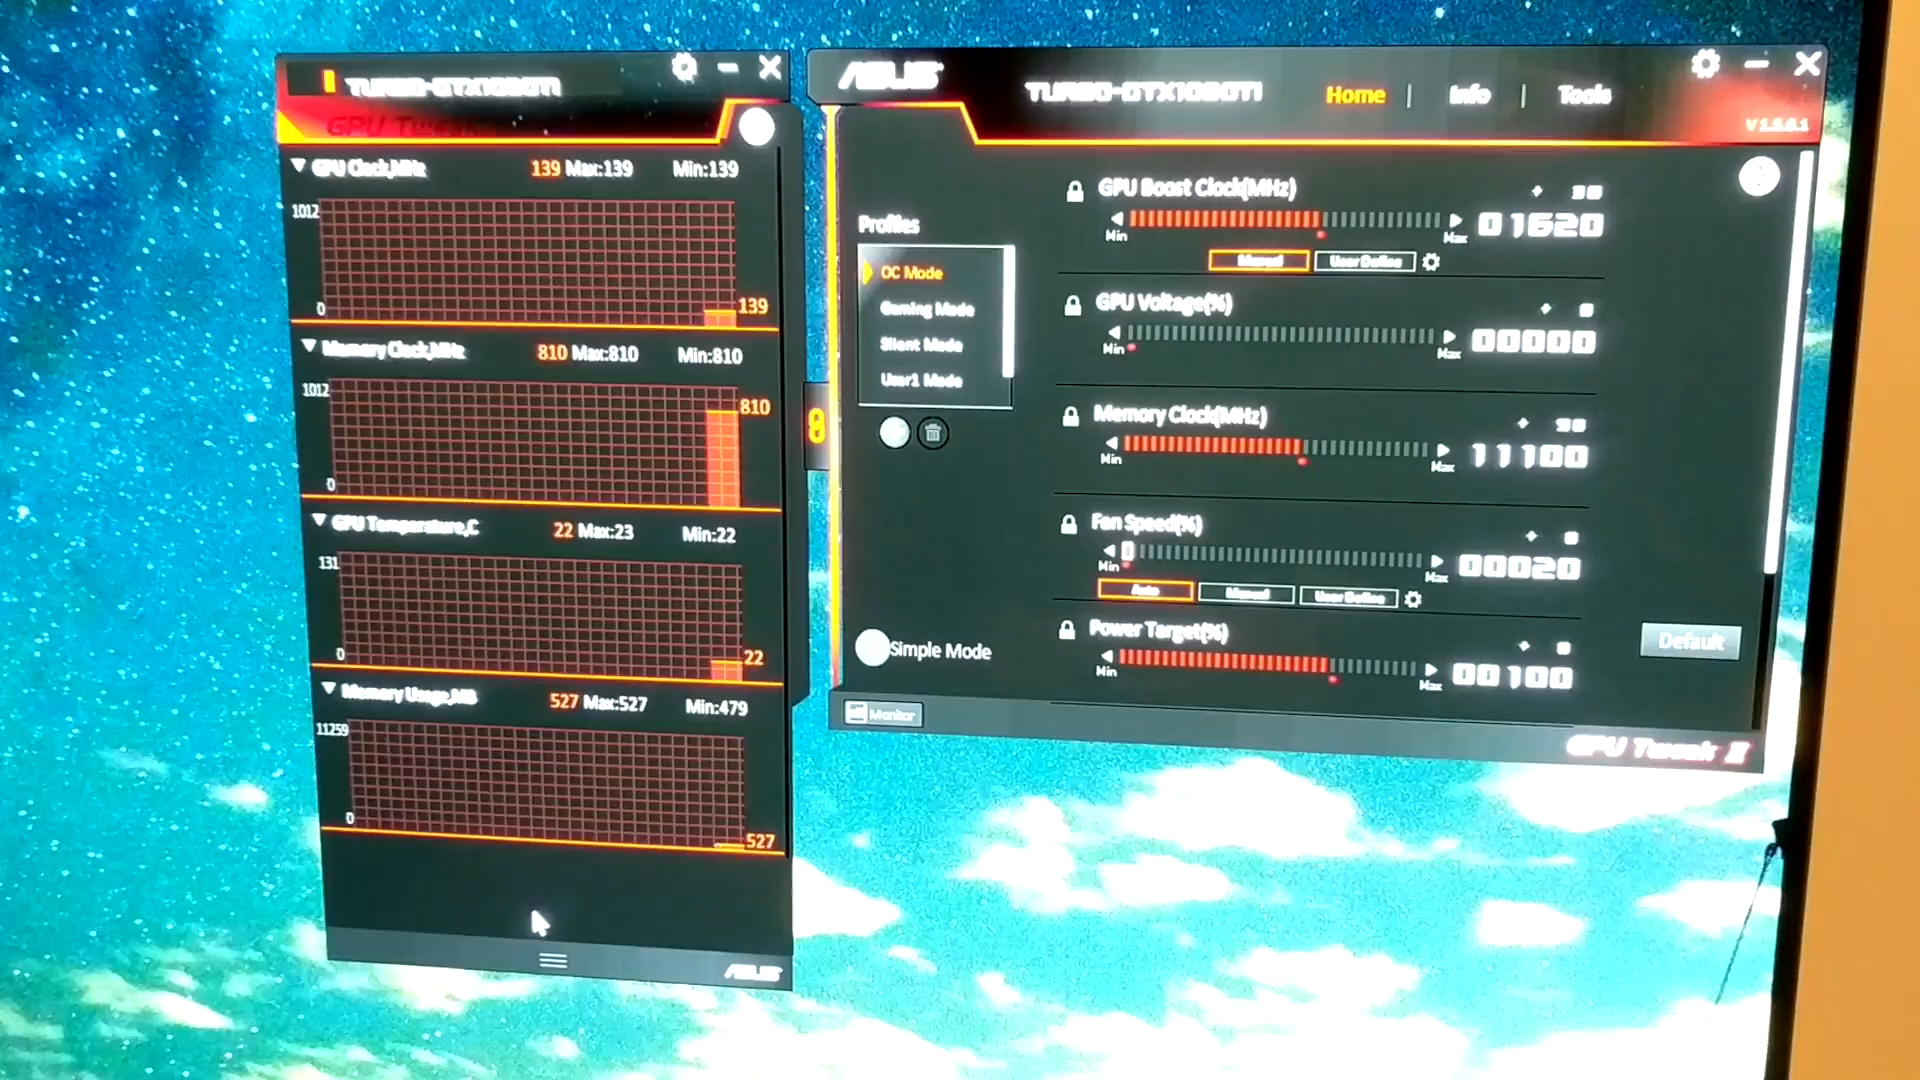 TURBO-GTX1080TI
GPU Tweak
GPU Clock,MHz 139 Max:139 Min:139
1012
0
139
Memory Clock,MHz 810 Max:810 Min:810
1012
0
810
GPU Temperature,C 22 Max:23 Min:22
131
0
22
Memory Usage,MB 527 Max:527 Min:479
11259
0
527
ASUS
ASUS
TURBO-GTX1080TI
Home | Info | Tools
Profiles
OC Mode
Gaming Mode
Silent Mode
User1 Mode
Simple Mode
Monitor
GPU Boost Clock(MHz)
Min Max 01620
Manual User Define
GPU Voltage(%)
Min Max 00000
Memory Clock(MHz)
Min Max 11100
Fan Speed(%)
Min Max 00020
Auto Manual User Define
Power Target(%)
Min Max 00100
Default
GPU Tweak II